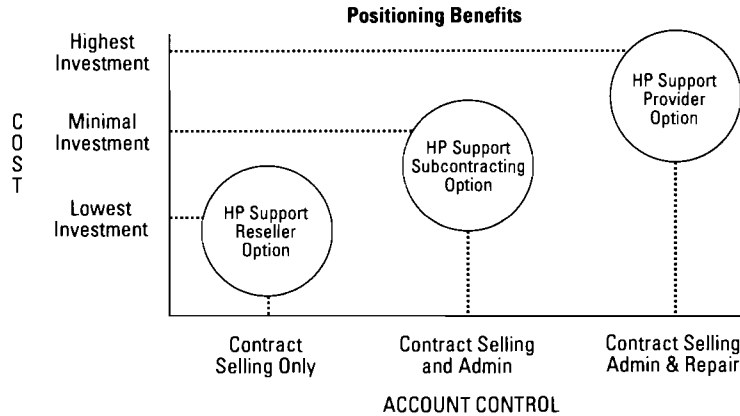 Positioning Benefits
Highest
Investment
HP Support
Provider
Option
C
O
S
T
Minimal
Investment
HP Support
Subcontracting
Option
Lowest
Investment
HP Support
Reseller
Option
Contract
Selling Only
Contract Selling
and Admin
Contract Selling
Admin & Repair
ACCOUNT CONTROL